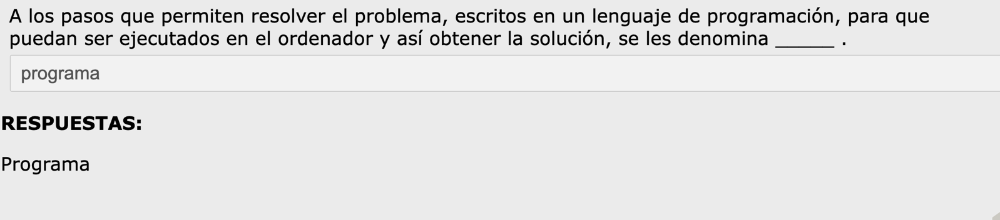 A los pasos que permiten resolver el problema, escritos en un lenguaje de programación, para que
puedan ser ejecutados en el ordenador y así obtener la solución, se les denomina ______ .
programa
RESPUESTAS:
Programa